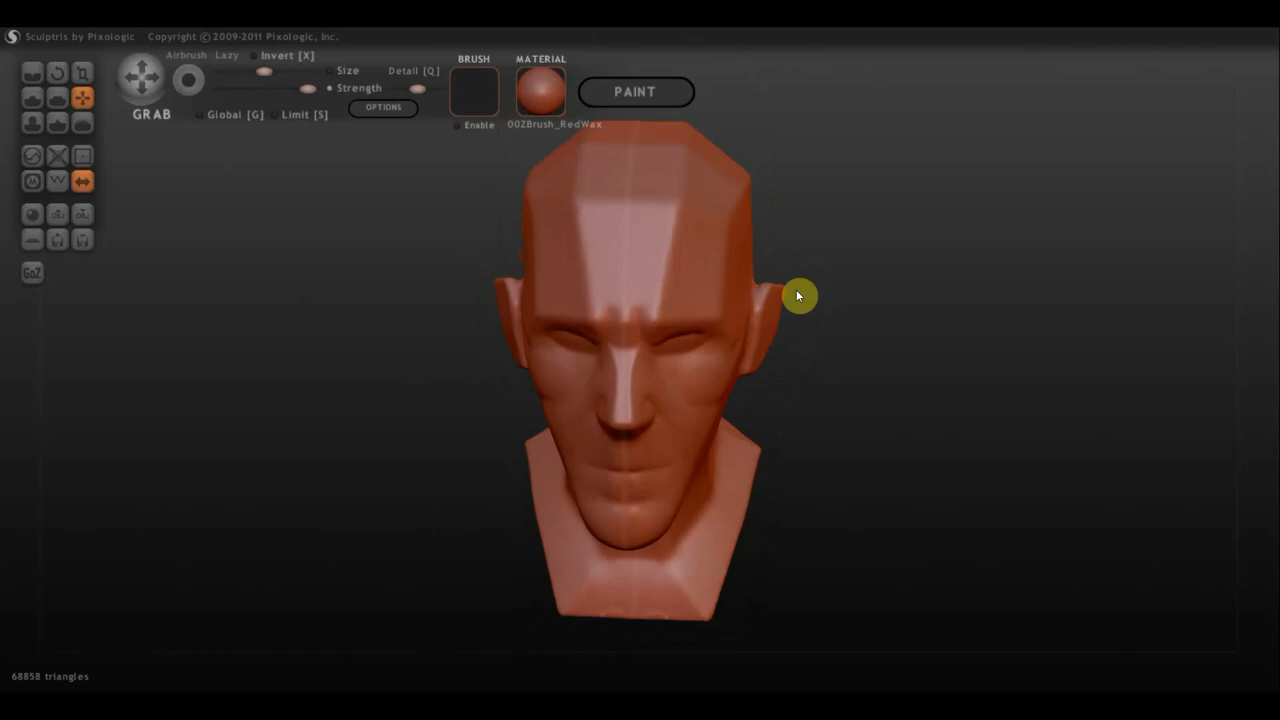 Sculptris by Pixologic Copyright © 2009-2011 Pixologic, Inc.
Airbrush Lazy Invert [X]
BRUSH
MATERIAL
Size
Detail [Q]
Strength
PAINT
OPTIONS
GRAB
Global [G] Limit [S]
Enable
00ZBrush_RedWax
GoZ
68858 triangles